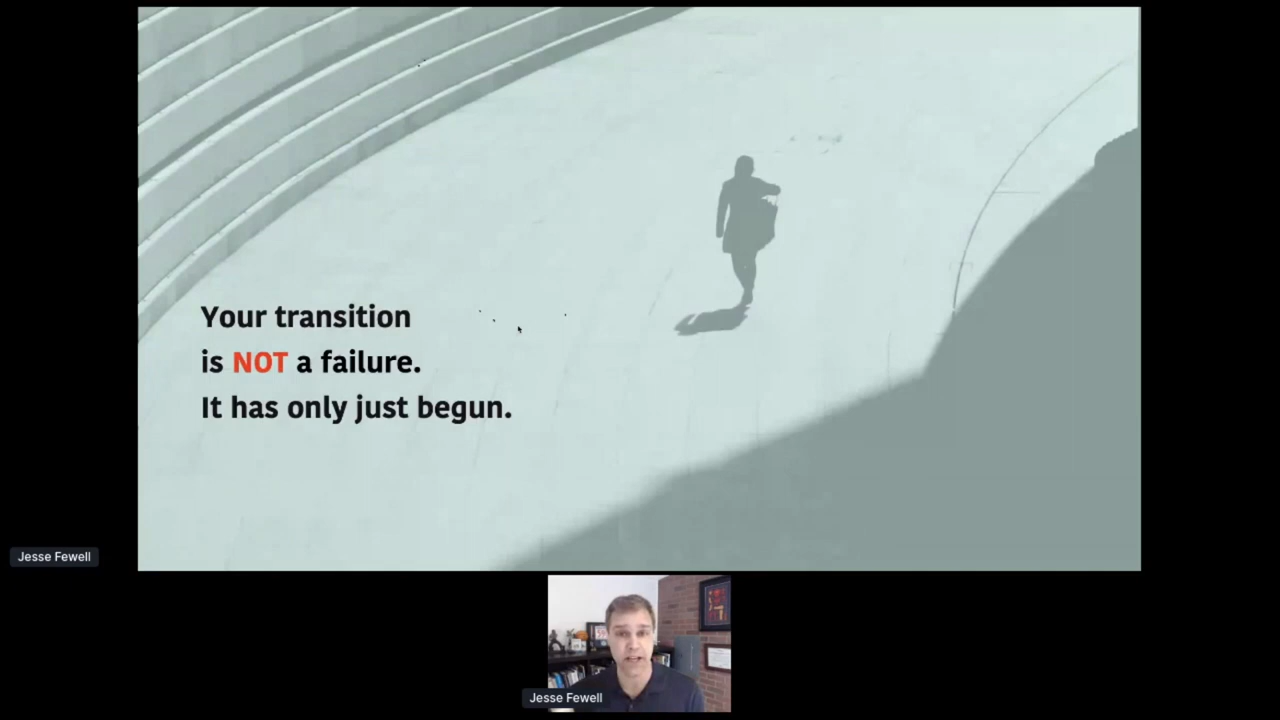 Your transition
is NOT a failure.
It has only just begun.
Jesse Fewell
Jesse Fewell